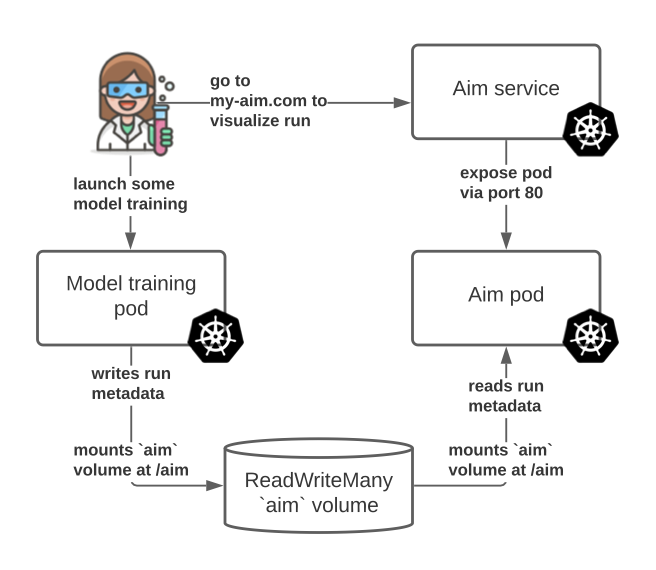 go to
my-aim.com to
visualize run
Aim service
launch some
model training
expose pod
via port 80
Model training
pod
Aim pod
writes run
metadata
reads run
metadata
mounts `aim`
volume at /aim
mounts `aim`
volume at /aim
ReadWriteMany
`aim` volume